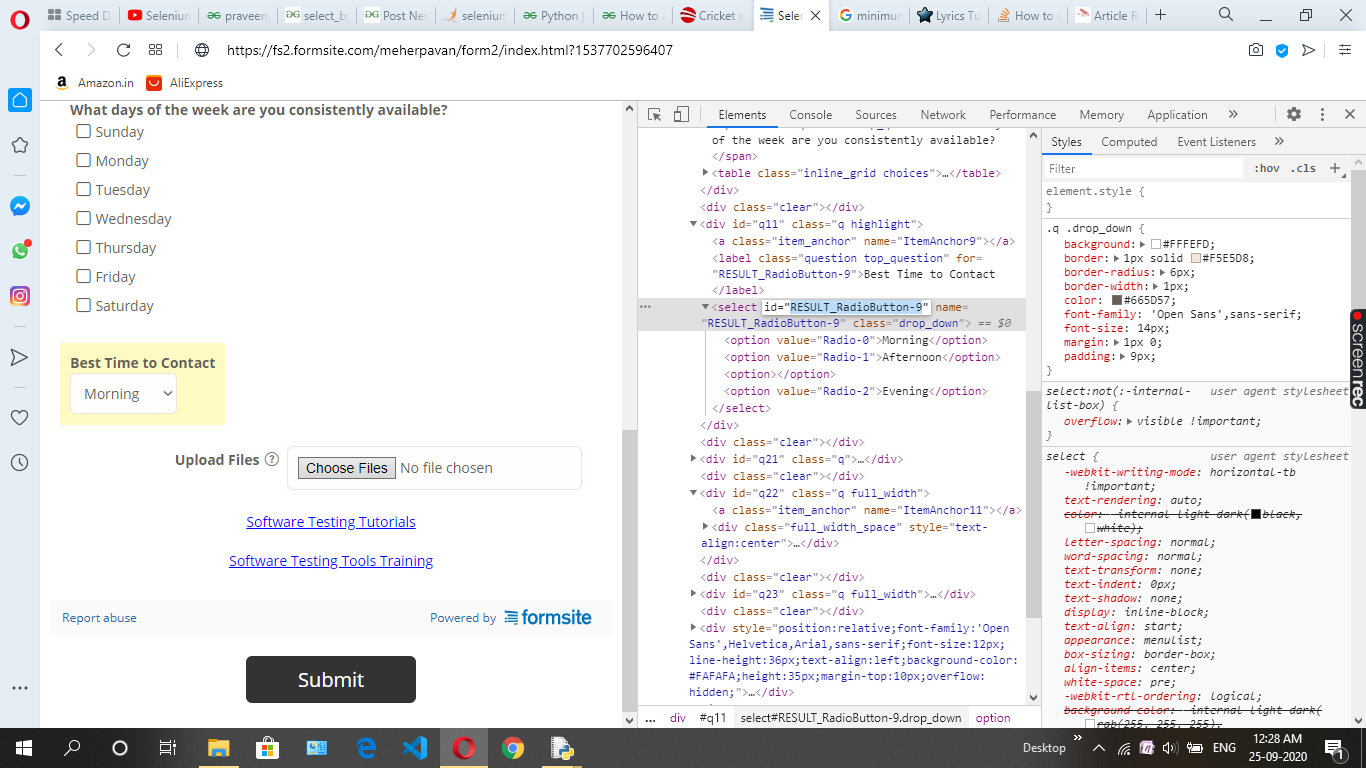 Speed D
Selenium
praveem
select_by
Post Nev
selenium
Python |
How to
Cricket s
Sele
minimum
Lyrics Tu
How to s
Article R
https://fs2.formsite.com/meherpavan/form2/index.html?1537702596407
Amazon.in
AliExpress
What days of the week are you consistently available?
Sunday
Monday
Tuesday
Wednesday
Thursday
Friday
Saturday
Best Time to Contact
Morning
Upload Files
Choose Files No file chosen
Software Testing Tutorials
Software Testing Tools Training
Report abuse
Powered by formsite
Submit
Elements Console Sources Network Performance Memory Application »
of the week are you consistently available?
</span>
<table class="inline_grid choices">…</table>
</div>
<div class="clear"></div>
<div id="q11" class="q highlight">
<a class="item_anchor" name="ItemAnchor9"></a>
<label class="question top_question" for=
"RESULT_RadioButton-9">Best Time to Contact
</label>
<select id="RESULT_RadioButton-9" name=
"RESULT_RadioButton-9" class="drop_down"> == $0
<option value="Radio-0">Morning</option>
<option value="Radio-1">Afternoon</option>
<option></option>
<option value="Radio-2">Evening</option>
</select>
</div>
<div class="clear"></div>
<div id="q21" class="q">…</div>
<div class="clear"></div>
<div id="q22" class="q full_width">
<a class="item_anchor" name="ItemAnchor11"></a>
<div class="full_width_space" style="text-
align:center">…</div>
</div>
<div class="clear"></div>
<div id="q23" class="q full_width">…</div>
<div class="clear"></div>
<div style="position:relative;font-family:'Open
Sans',Helvetica,Arial,sans-serif;font-size:12px;
line-height:36px;text-align:left;background-color:
#FAFAFA;height:35px;margin-top:10px;overflow:
hidden;">…</div>
... div #q11 select#RESULT_RadioButton-9.drop_down option
Styles Computed Event Listeners »
Filter :hov .cls +
element.style {
}
.q .drop_down {
background: #FFFEFD;
border: 1px solid #F5E5D8;
border-radius: 6px;
border-width: 1px;
color: #665D57;
font-family: 'Open Sans',sans-serif;
font-size: 14px;
margin: 1px 0;
padding: 9px;
}
select:not(:-internal- user agent stylesheet
list-box) {
overflow: visible !important;
}
select { user agent stylesheet
-webkit-writing-mode: horizontal-tb
!important;
text-rendering: auto;
color: -internal-light-dark(black,
white);
letter-spacing: normal;
word-spacing: normal;
text-transform: none;
text-indent: 0px;
text-shadow: none;
display: inline-block;
text-align: start;
appearance: menulist;
box-sizing: border-box;
align-items: center;
white-space: pre;
-webkit-rtl-ordering: logical;
background-color: -internal-light-dark(
rgb(255, 255, 255),
screenrec
Desktop » ENG 12:28 AM
25-09-2020
1